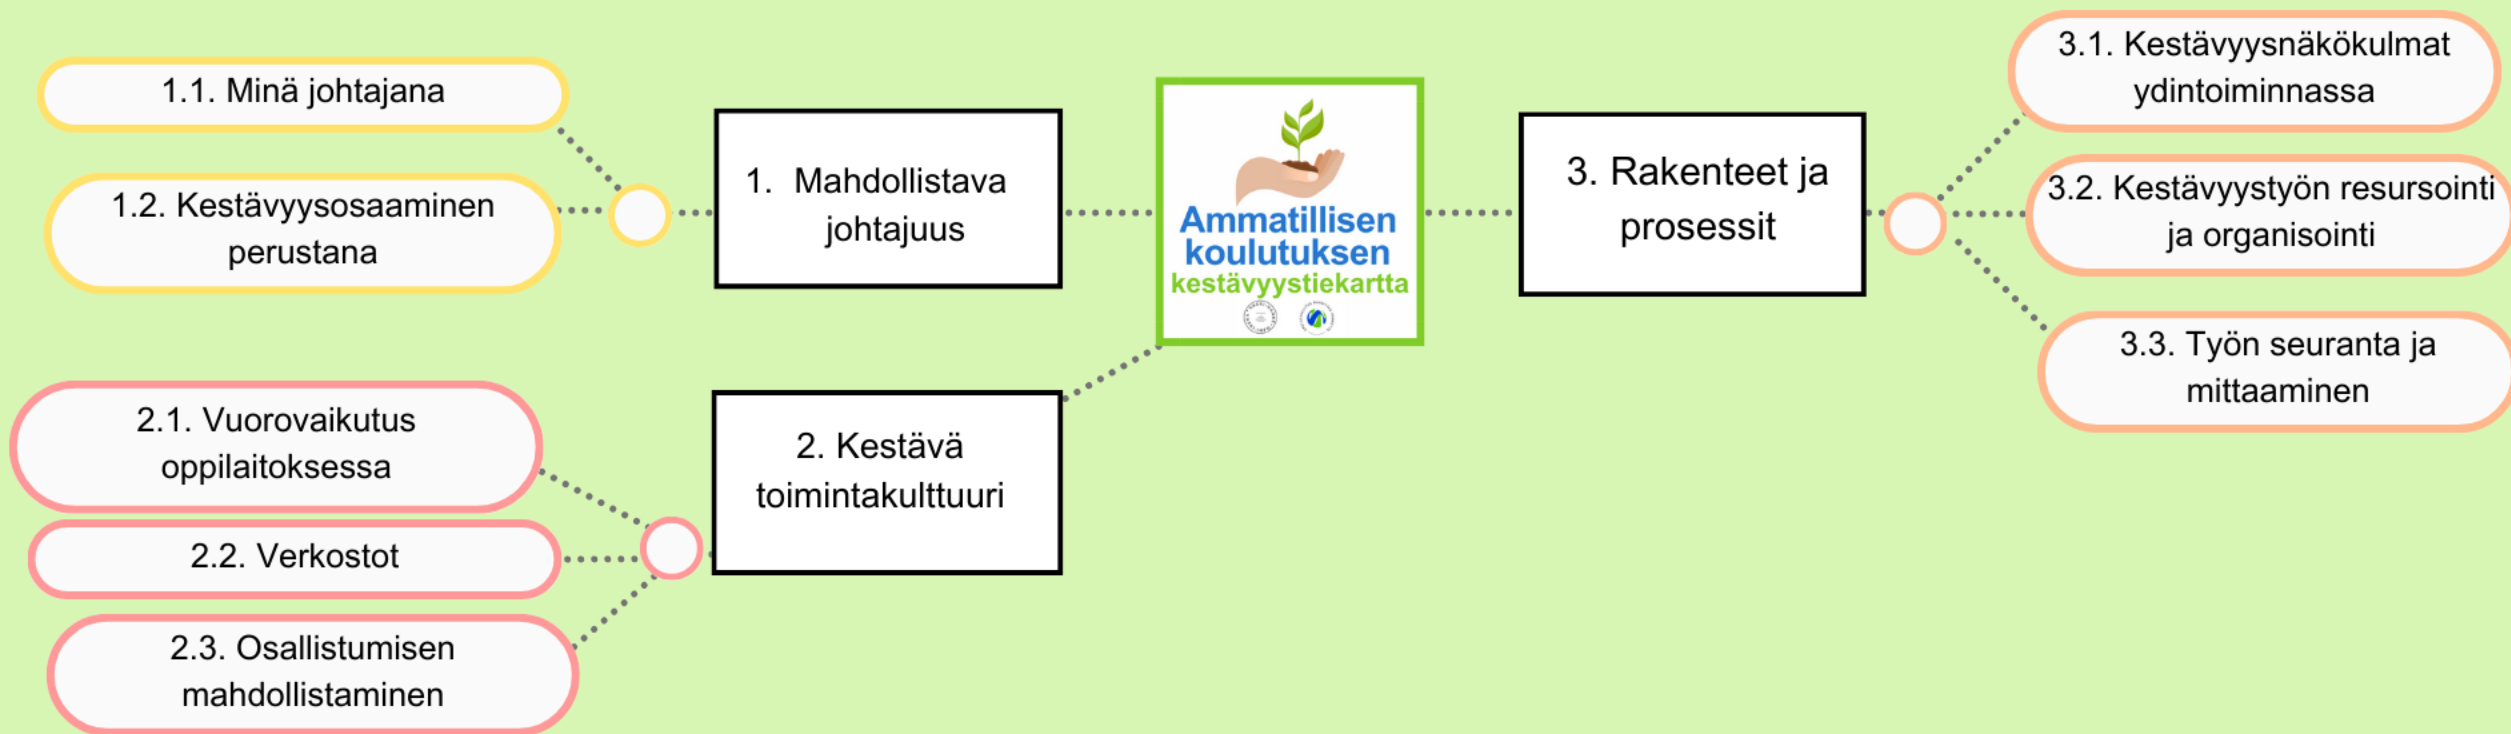 1.1. Minä johtajana
1.2. Kestävyysosaaminen
perustana
1. Mahdollistava
johtajuus
2.1. Vuorovaikutus
oppilaitoksessa
2.2. Verkostot
2.3. Osallistumisen
mahdollistaminen
2. Kestävä
toimintakulttuuri
Ammatillisen
koulutuksen
kestävyystiekartta
3. Rakenteet ja
prosessit
3.1. Kestävyysnäkökulmat
ydintoiminnassa
3.2. Kestävyystyön resursointi
ja organisointi
3.3. Työn seuranta ja
mittaaminen